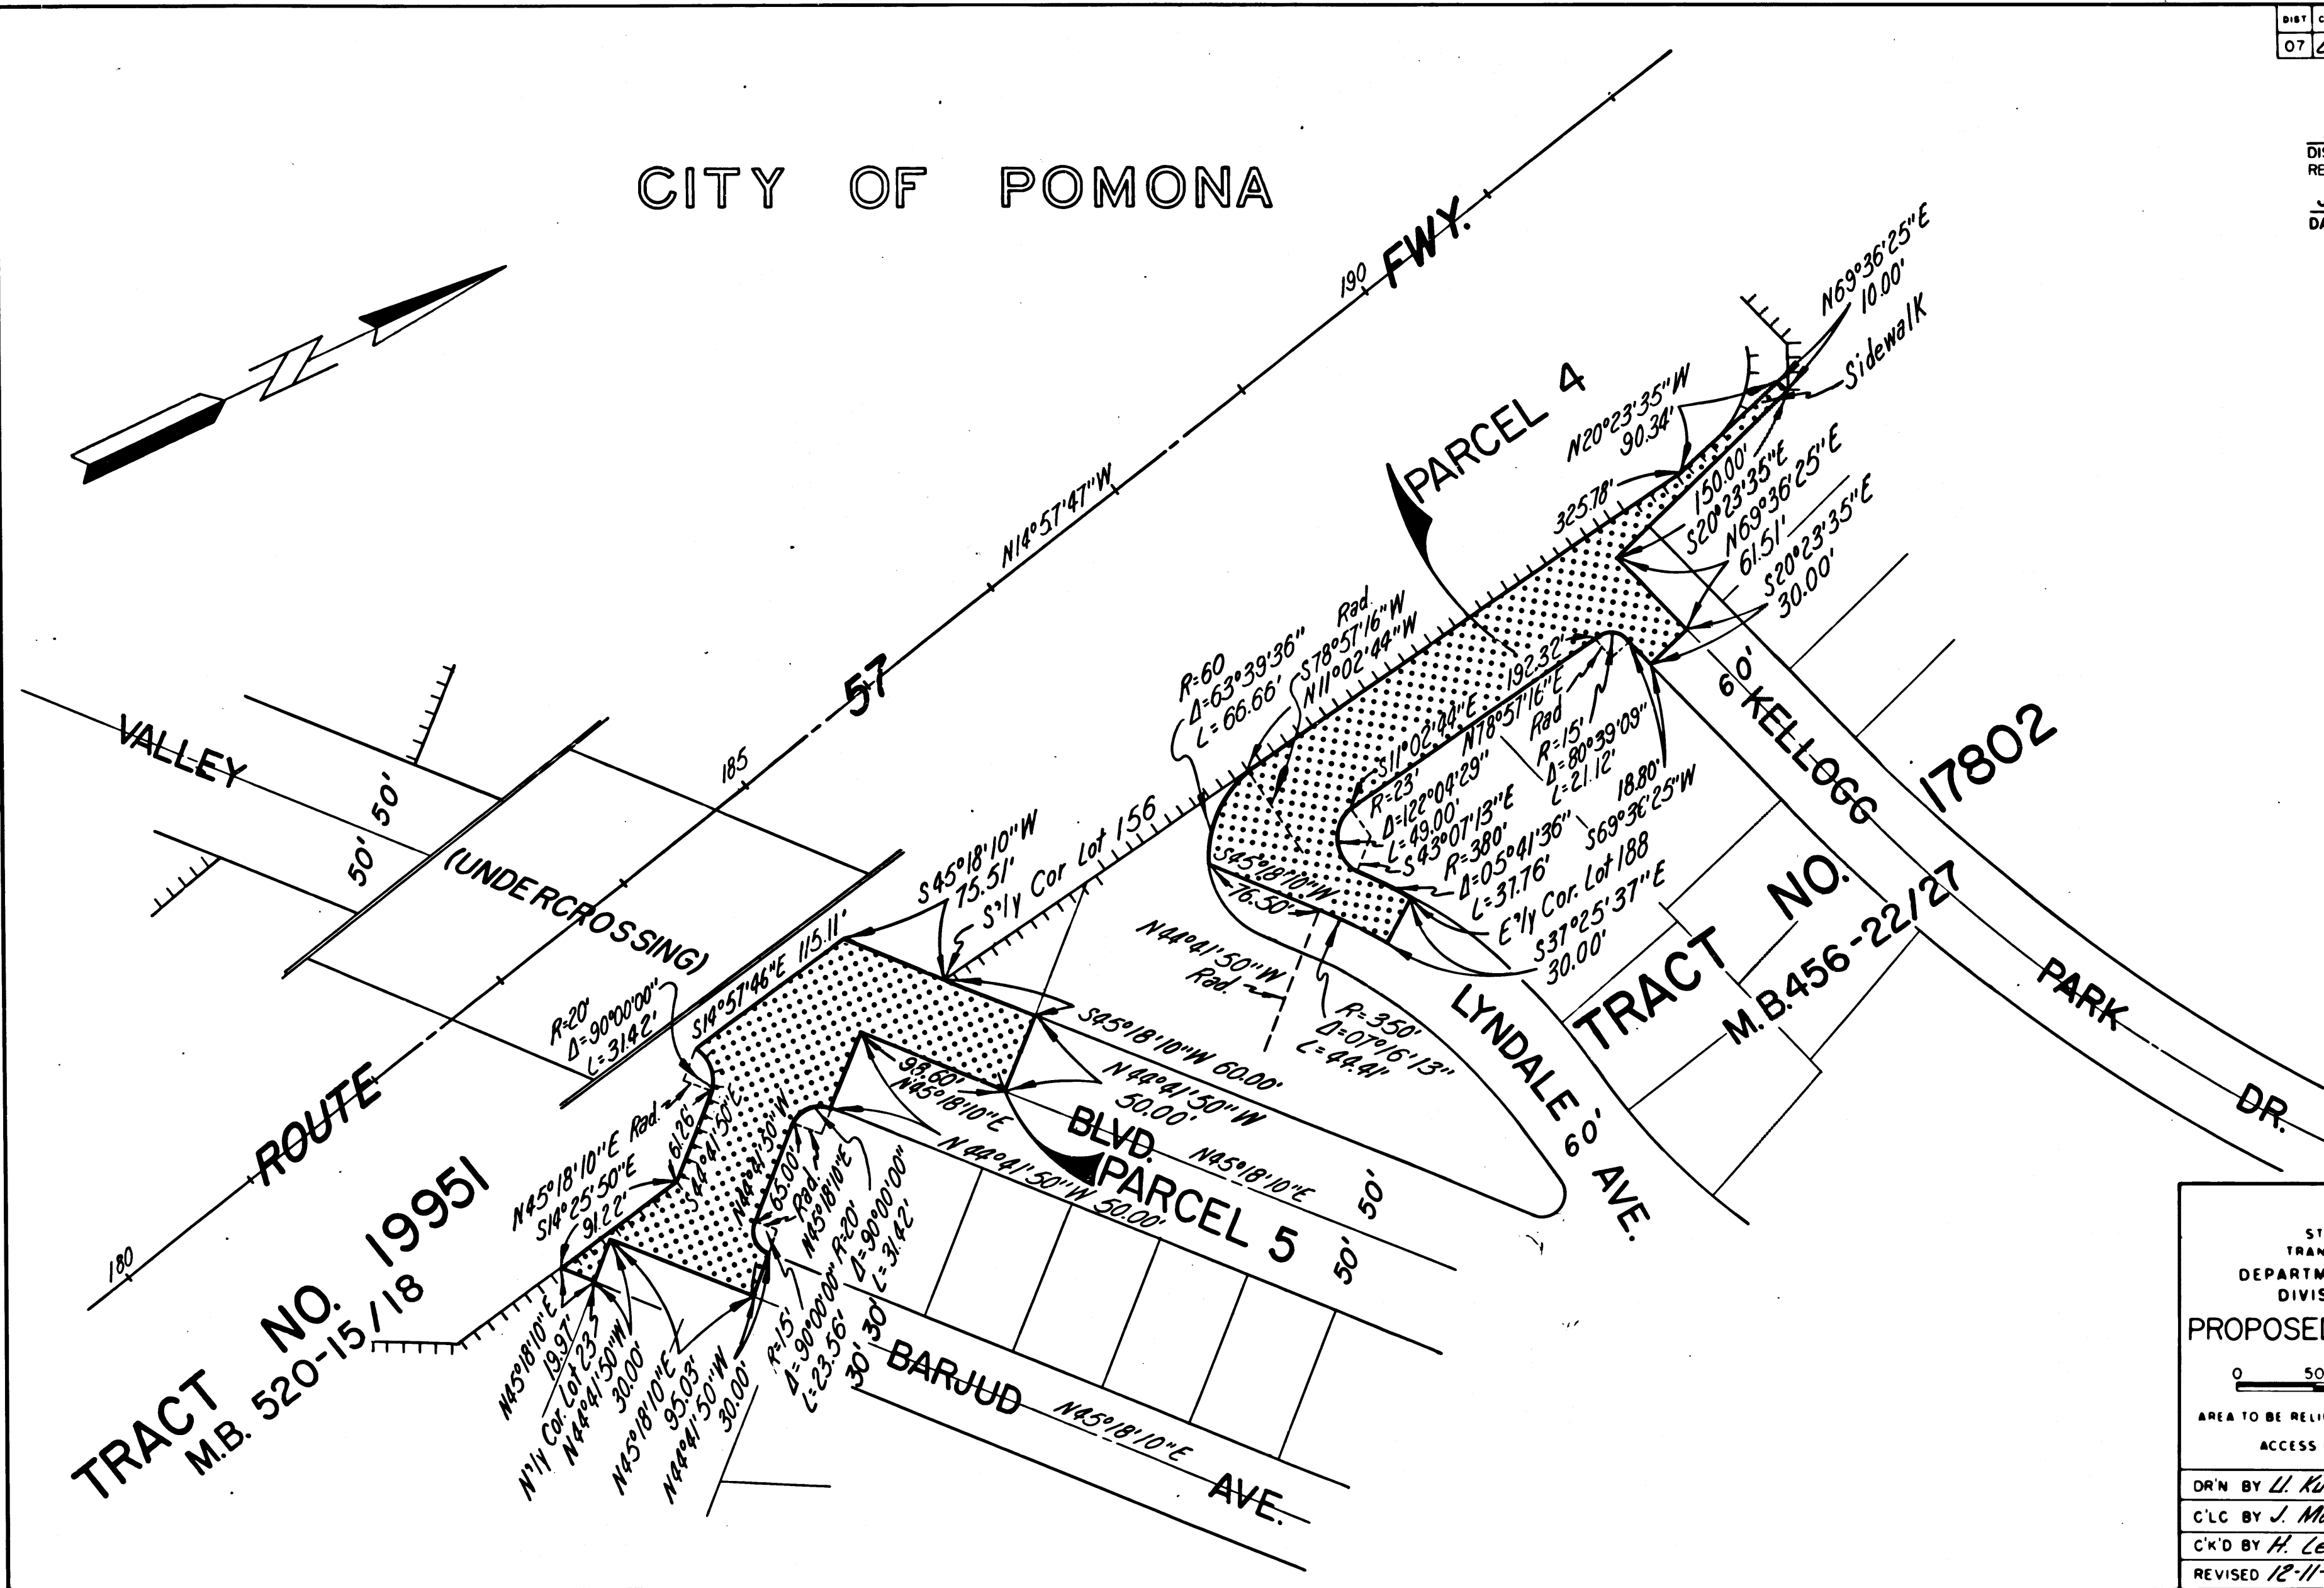 DIST
07
CITY OF POMONA
N
FWY.
190
N14°57'47"W
57
185
ROUTE
180
N69°36'25"E
10.00'
Sidewalk
N20°23'35"W
90.34'
PARCEL 4
325.78'
150.00'
S20°23'35"E
N69°36'25"E
61.51'
S20°23'35"E
30.00'
Rad.
S78°57'16"W
N11°02'44"W
R=60
Δ=63°39'36"
L=66.66'
192.32'
S11°02'44"E
N78°57'16"E
Rad
R=15'
Δ=80°39'09"
L=21.12'
R=23'
Δ=122°04'29"
L=49.00'
S43°07'13"E
R=380'
Δ=05°41'36"
L=37.76'
18.80'
S69°36'25"W
E'ly Cor. Lot 188
S37°25'37"E
30.00'
S45°18'10"W
76.50'
N44°41'50"W
Rad.
R=350'
Δ=07°16'13"
L=44.41'
60'
KELLOGG
PARK
DR.
17802
TRACT NO.
M.B.456-22/27
LYNDALE 60' AVE.
VALLEY
50' 50'
(UNDERCROSSING)
S45°18'10"W
75.51'
S'ly Cor Lot 156
S14°57'46"E 115.11'
R=20'
Δ=90°00'00"
L=31.42'
S45°18'10"W 60.00'
N44°41'50"W
50.00'
BLVD.
N45°18'10"E
50'
50'
PARCEL 5
93.60'
N45°18'10"E
N44°41'50"W 50.00'
N45°18'10"E Rad.
S14°25'50"E
91.22'
61.26'
S44°41'50"E
N44°41'50"W
65.00'
Rad.
N45°18'10"E
R=20'
Δ=90°00'00"
L=31.42'
R=15'
Δ=90°00'00"
L=23.56'
30' 30'
BARJUD
N45°18'10"E
AVE.
N45°18'10"E
19.97'
N'ly Cor. Lot 23
N44°41'50"W
30.00'
N45°18'10"E
95.03'
N44°41'50"W
30.00'
TRACT NO. 19951
M.B. 520-15/18
PROPOSED
0 50
ACCESS
DR'N BY
C'LC BY J.
C'K'D BY H.
REVISED 12-11-